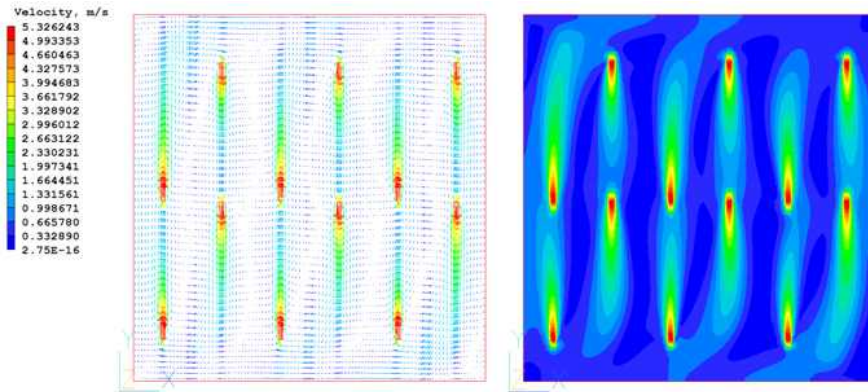 Velocity, m/s
5.326243
4.993353
4.660463
4.327573
3.994683
3.661792
3.328902
2.996012
2.663122
2.330231
1.997341
1.664451
1.331561
0.998671
0.665780
0.332890
2.75E-16
Y
X
Y
X